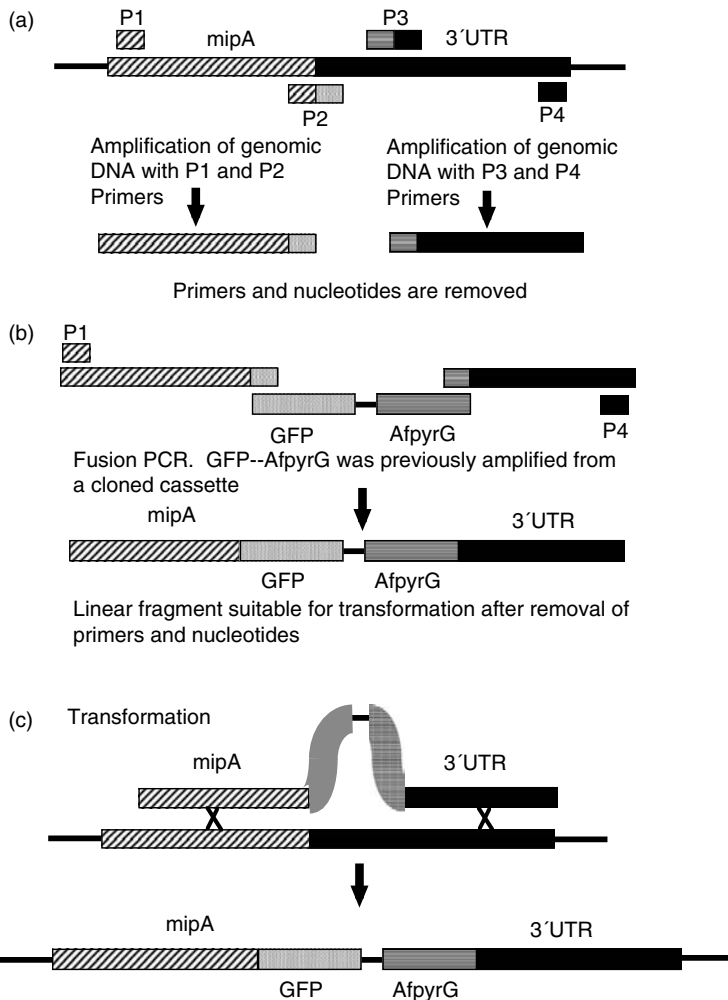 (a)
P1
mipA
P3
3´UTR
P2
P4
Amplification of genomic
DNA with P1 and P2
Primers
Amplification of genomic
DNA with P3 and P4
Primers
Primers and nucleotides are removed
(b)
P1
GFP
AfpyrG
P4
Fusion PCR. GFP--AfpyrG was previously amplified from
a cloned cassette
mipA
3´UTR
GFP
AfpyrG
Linear fragment suitable for transformation after removal of
primers and nucleotides
(c)
Transformation
mipA
3´UTR
mipA
3´UTR
GFP
AfpyrG